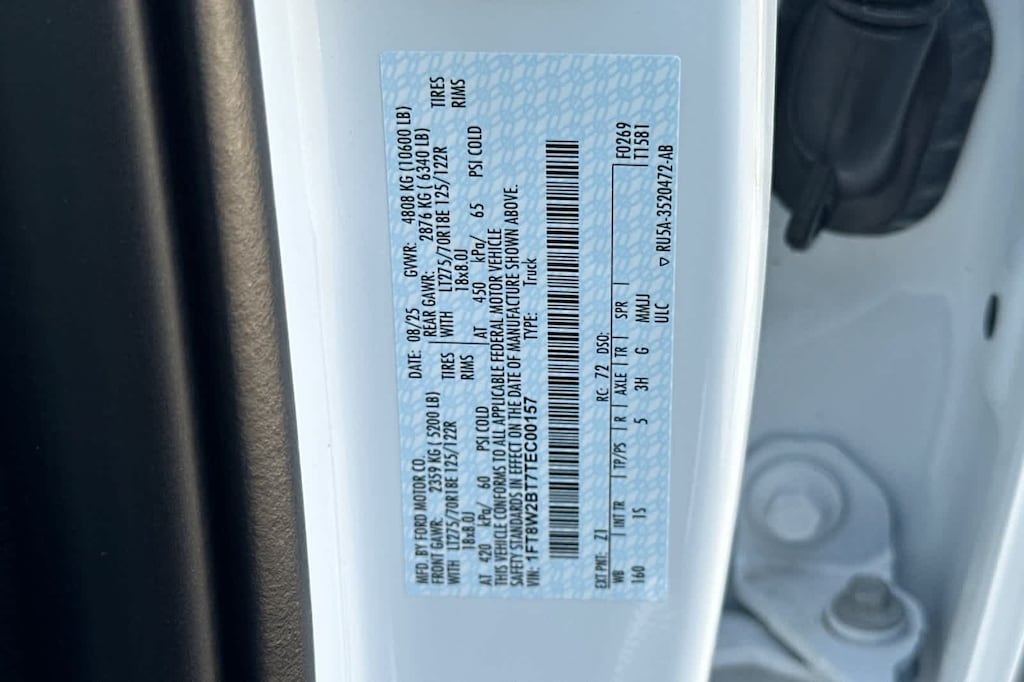 MFD. BY FORD MOTOR CO.
DATE: 08/25 GVWR: 4808 KG (10600 LB)
FRONT GAWR: 2359 KG ( 5200 LB) REAR GAWR: 2876 KG ( 6340 LB)
WITH LT275/70R18E 125/122R TIRES WITH LT275/70R18E 125/122R TIRES
18x8.0J RIMS 18x8.0J RIMS
AT 420 kPa/ 60 PSI COLD AT 450 kPa/ 65 PSI COLD
THIS VEHICLE CONFORMS TO ALL APPLICABLE FEDERAL MOTOR VEHICLE
SAFETY STANDARDS IN EFFECT ON THE DATE OF MANUFACTURE SHOWN ABOVE.
VIN: 1FT8W2BT7TEC00157 TYPE: Truck
EXT PNT: Z1 RC: 72 DSO: F0269
WB INT TR TP/PS R AXLE TR SPR T1581
160 1S 5 3H G MMJJ
ULC ▽ RU5A-3520472-AB